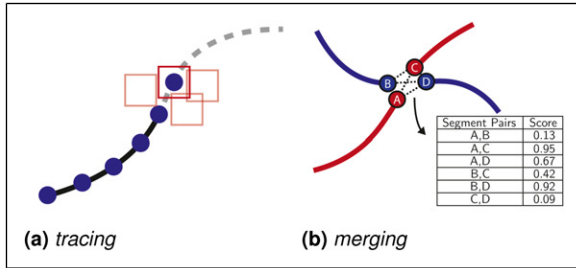 C
B
D
A
Segment Pairs Score
A,B 0.13
A,C 0.95
A,D 0.67
B,C 0.42
B,D 0.92
C,D 0.09
(a) tracing
(b) merging